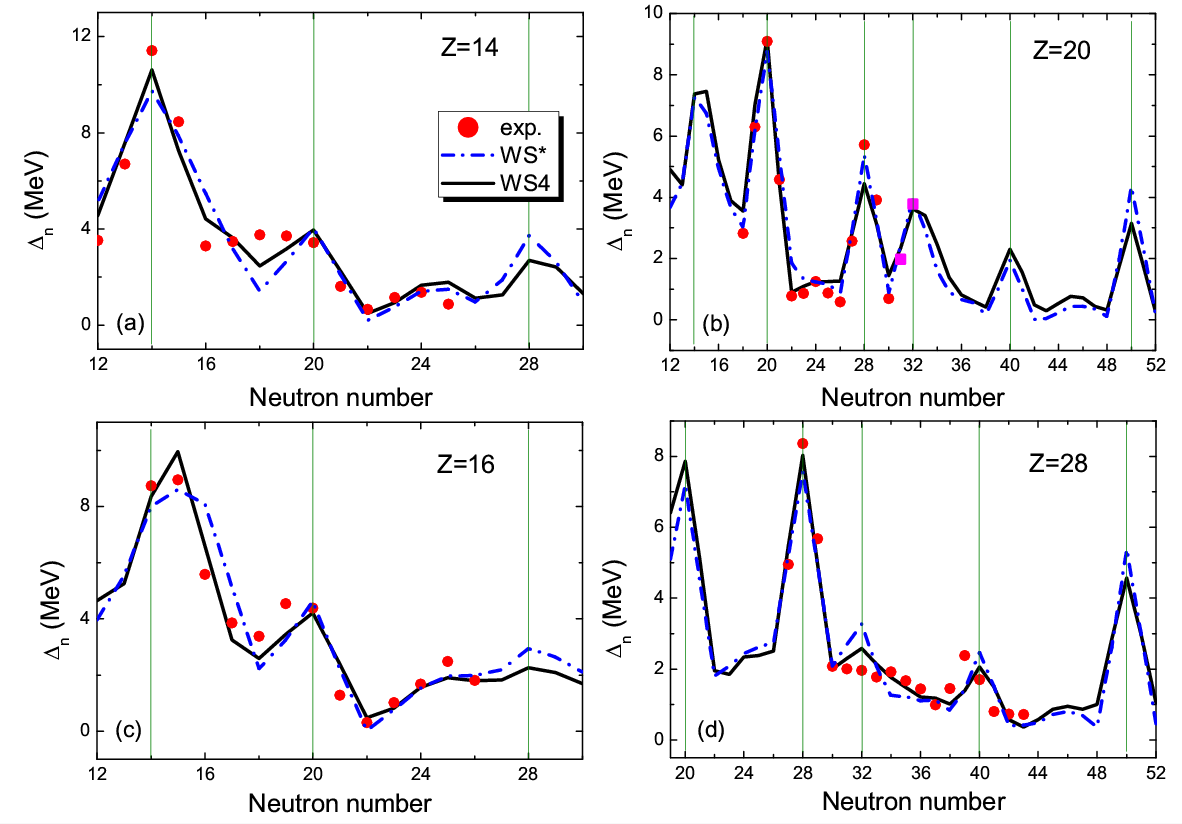 Z=14
exp.
WS*
WS4
Δn (MeV)
12
8
4
0
(a)
12 16 20 24 28
Neutron number
Z=20
Δn (MeV)
10
8
6
4
2
0
(b)
12 16 20 24 28 32 36 40 44 48 52
Neutron number
Z=16
Δn (MeV)
8
4
0
(c)
12 16 20 24 28
Neutron number
Z=28
Δn (MeV)
8
6
4
2
0
(d)
20 24 28 32 36 40 44 48 52
Neutron number